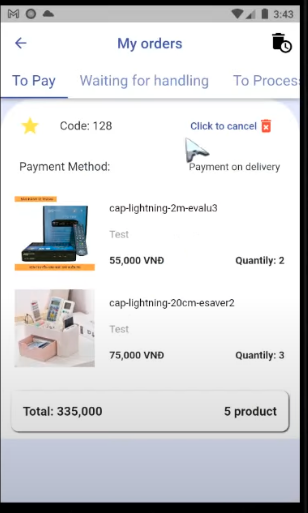 3:43
My orders
To Pay Waiting for handling To Proces
Code: 128 Click to cancel
Payment Method: Payment on delivery
cap-lightning-2m-evalu3
Test
55,000 VNĐ Quantily: 2
cap-lightning-20cm-esaver2
Test
75,000 VNĐ Quantily: 3
Total: 335,000 5 product